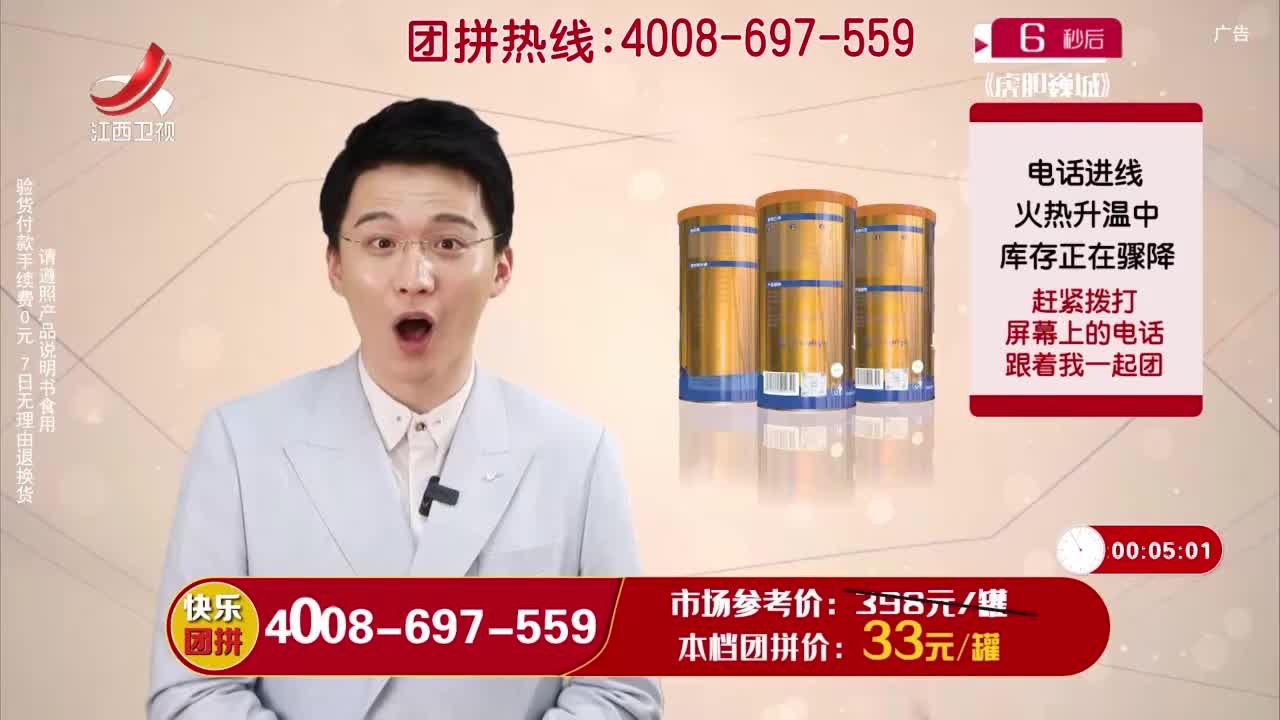 团拼热线:4008-697-559
6 秒后
《虎胆巍城》
广告
江西卫视
验货付款手续费0元 7日无理由退换货
请遵照产品说明书食用
电话进线
火热升温中
库存正在骤降
赶紧拨打
屏幕上的电话
跟着我一起团
00:05:01
快乐
团拼
4008-697-559
市场参考价：398元/罐
本档团拼价：33元/罐